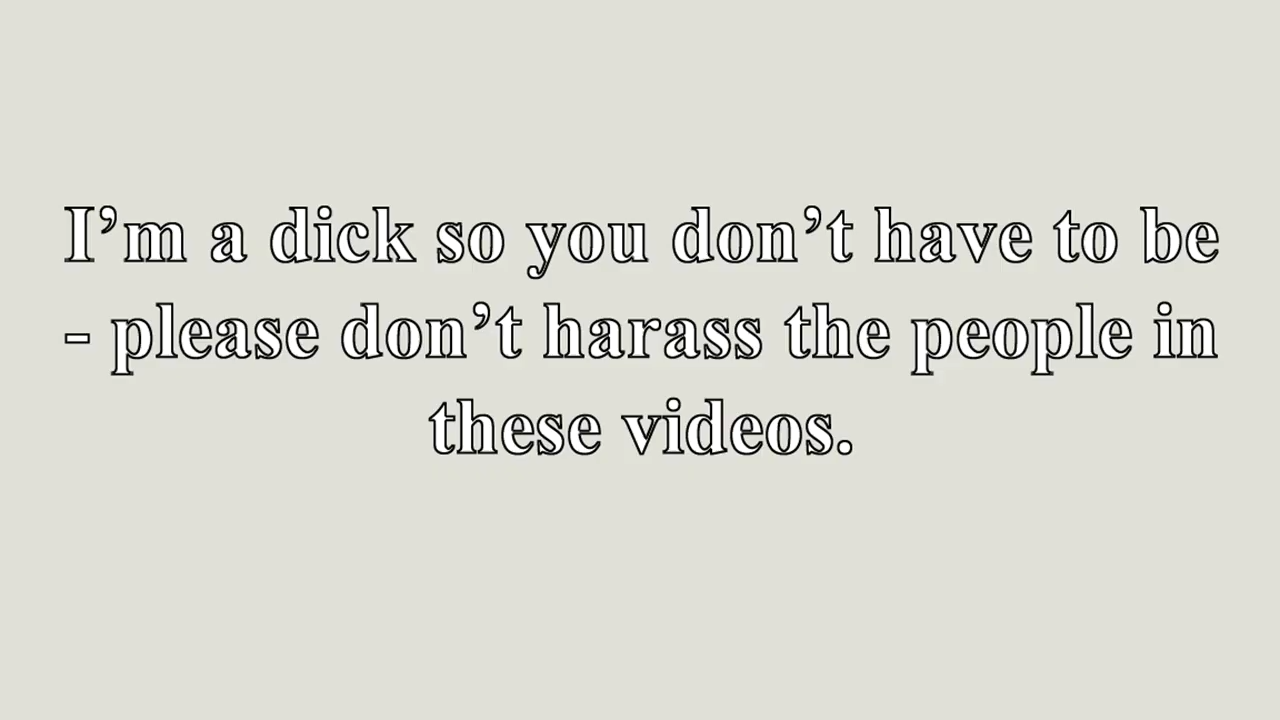 I’m a dick so you don’t have to be
- please don’t harass the people in
these videos.